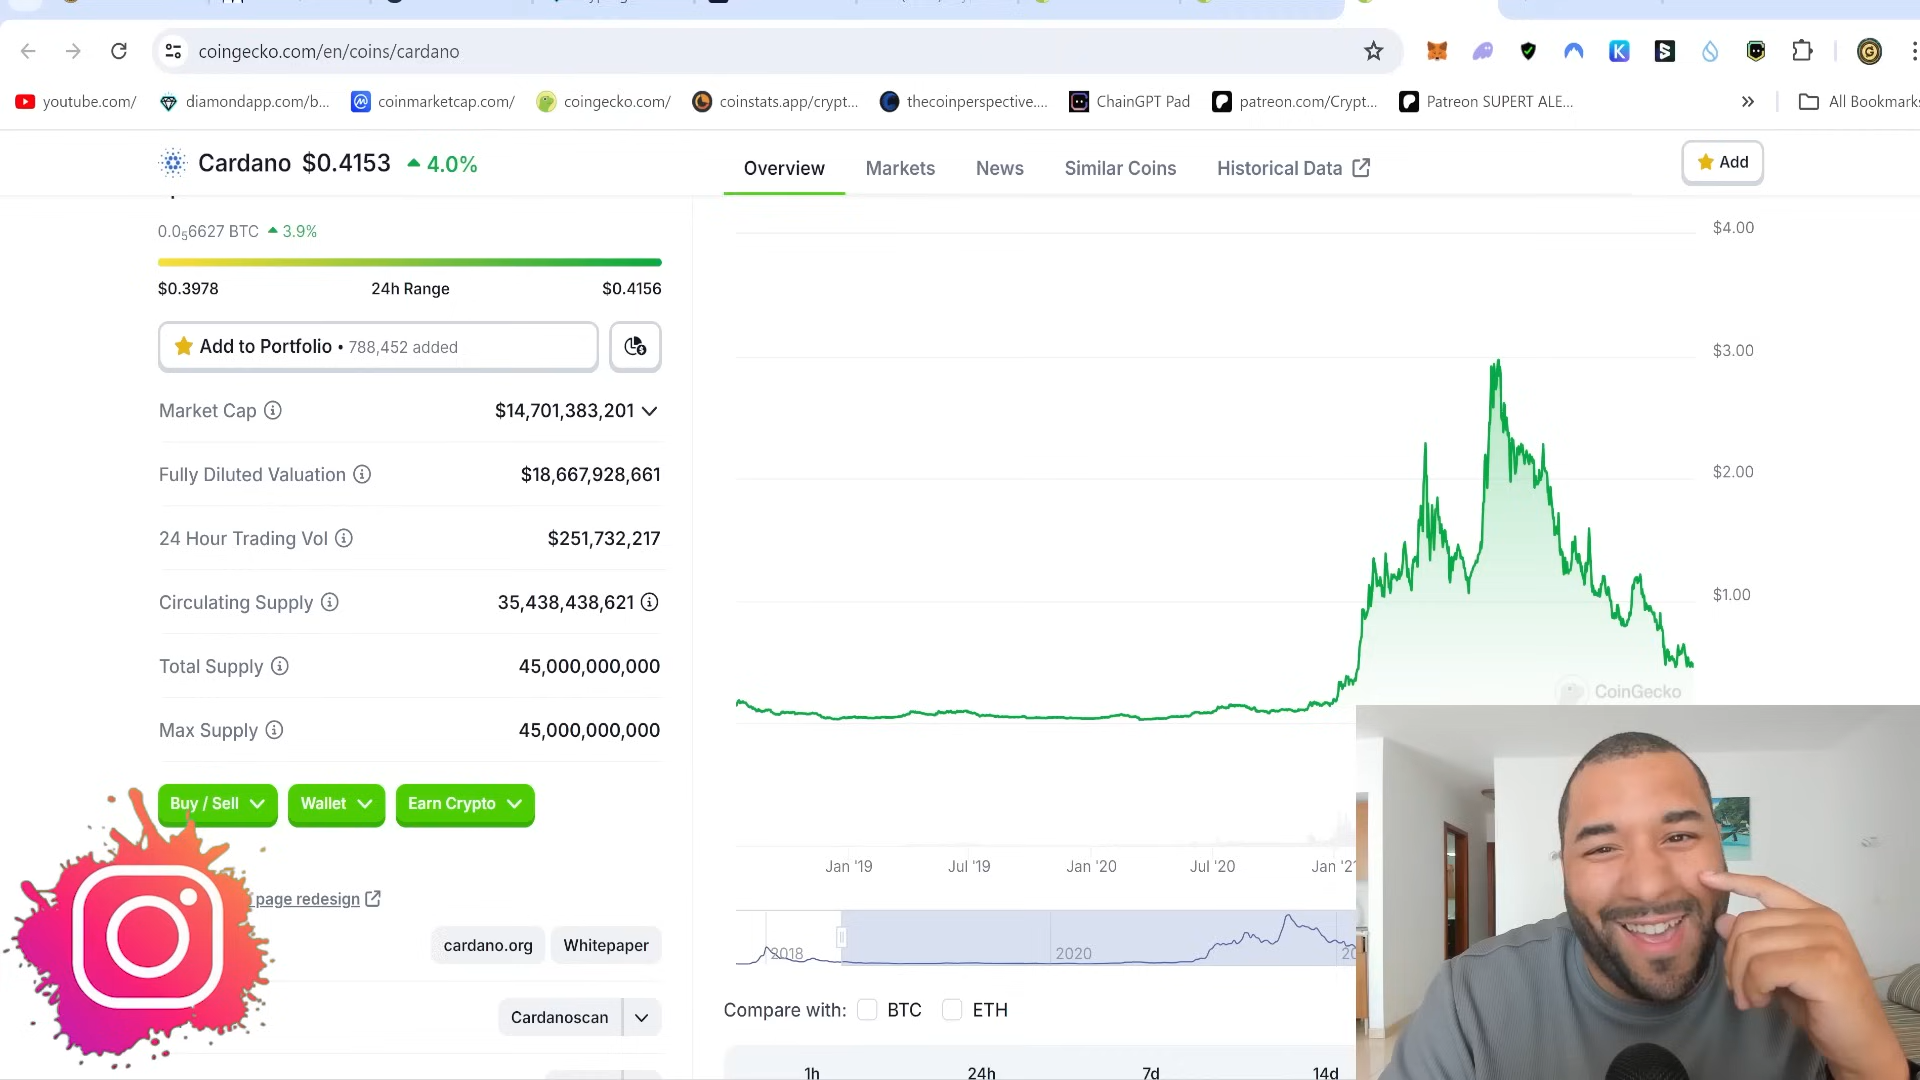 coingecko.com/en/coins/cardano
youtube.com/
diamondapp.com/b...
coinmarketcap.com/
coingecko.com/
coinstats.app/crypt...
thecoinperspective....
ChainGPT Pad
patreon.com/Crypt...
Patreon SUPERT ALE...
All Bookmarks
Cardano $0.4153 4.0%
Overview
Markets
News
Similar Coins
Historical Data
Add
0.0₅6627 BTC 3.9%
$0.3978 24h Range $0.4156
Add to Portfolio • 788,452 added
Market Cap $14,701,383,201
Fully Diluted Valuation $18,667,928,661
24 Hour Trading Vol $251,732,217
Circulating Supply 35,438,438,621
Total Supply 45,000,000,000
Max Supply 45,000,000,000
Buy / Sell
Wallet
Earn Crypto
page redesign
cardano.org
Whitepaper
Cardanoscan
$4.00
$3.00
$2.00
$1.00
CoinGecko
Jan '19 Jul '19 Jan '20 Jul '20 Jan '21
2018 2020
Compare with: BTC ETH
1h 24h 7d 14d